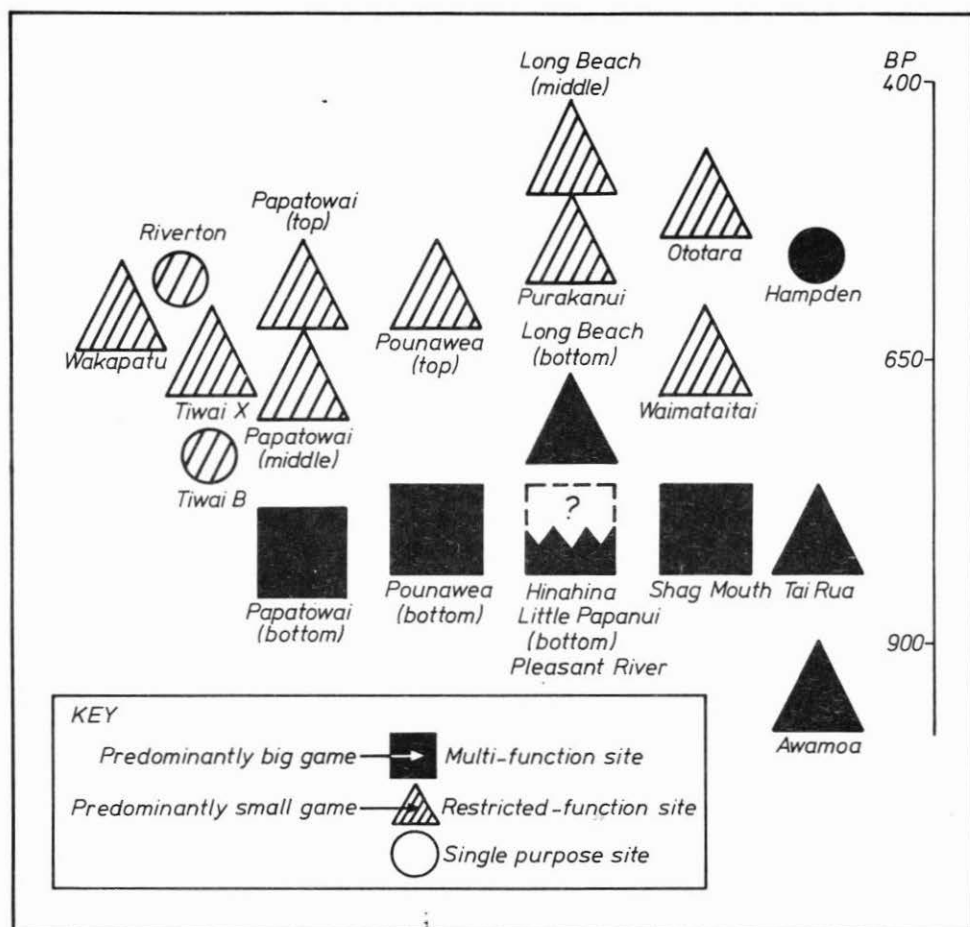 Long Beach
(middle)
BP
400
Papatowai
(top)
Riverton
Ototara
Hampden
Purakanui
Wakapatu
Pounawea
(top)
Long Beach
(bottom)
650
Tiwai X
Waimataitai
Papatowai
(middle)
Tiwai B
?
Papatowai
(bottom)
Pounawea
(bottom)
Hinahina
Little Papanui
(bottom)
Pleasant River
Shag Mouth
Tai Rua
900
Awamoa
KEY
Predominantly big game
Multi-function site
Predominantly small game
Restricted-function site
Single purpose site